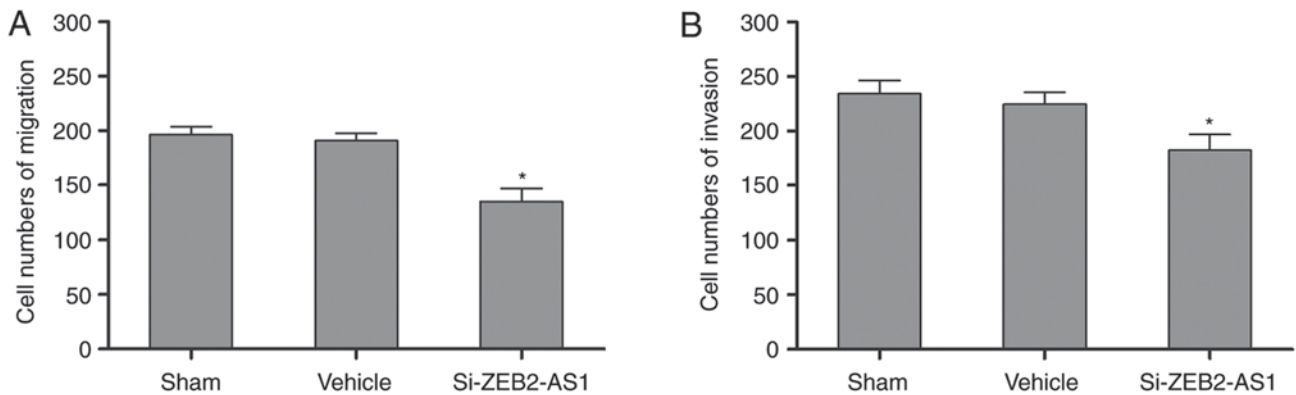 A
Cell numbers of migration
300
250
200
150
100
50
0
*
Sham
Vehicle
Si-ZEB2-AS1
B
Cell numbers of invasion
300
250
200
150
100
50
0
*
Sham
Vehicle
Si-ZEB2-AS1